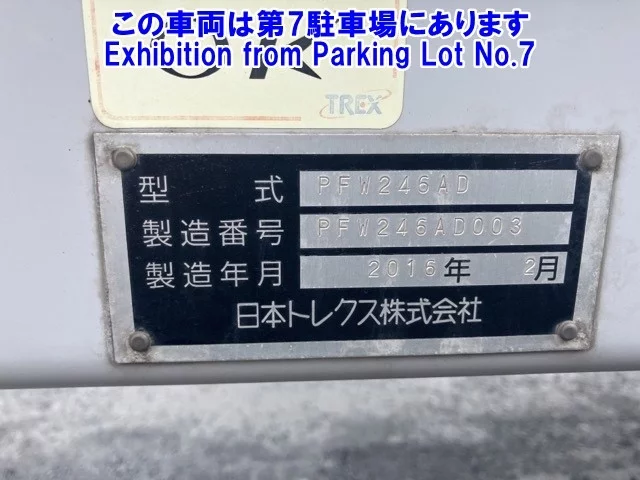 この車両は第7駐車場にあります
Exhibition from Parking Lot No.7
TREX
型 式 PFW246AD
製造番号 PFW246AD003
製造年月 2016年 2月
日本トレクス株式会社